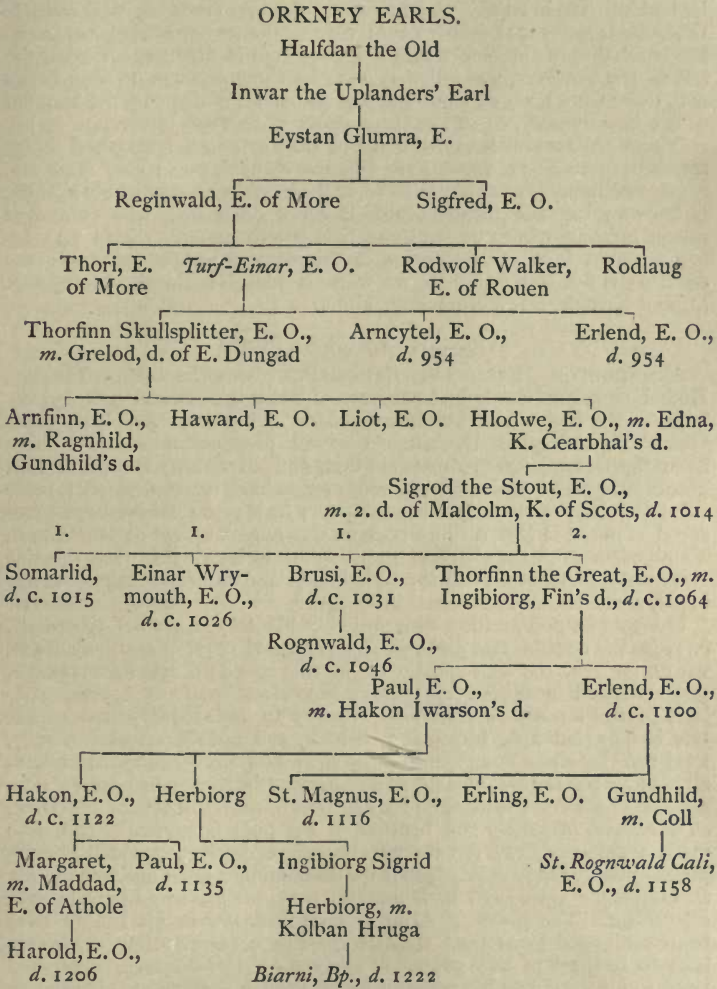 ORKNEY EARLS.
Halfdan the Old
Inwar the Uplanders' Earl
Eystan Glumra, E.
Reginwald, E. of More Sigfred, E. O.
Thori, E. Turf-Einar, E. O. Rodwolf Walker, Rodlaug
of More E. of Rouen
Thorfinn Skullsplitter, E. O., Arncytel, E. O., Erlend, E. O.,
m. Grelod, d. of E. Dungad d. 954 d. 954
Arnfinn, E. O., Haward, E. O. Liot, E. O. Hlodwe, E. O., m. Edna,
m. Ragnhild, K. Cearbhal's d.
Gundhild's d.
Sigrod the Stout, E. O.,
m. 2. d. of Malcolm, K. of Scots, d. 1014
1. 1. 1. 2.
Somarlid, Einar Wry- Brusi, E. O., Thorfinn the Great, E. O., m.
d. c. 1015 mouth, E. O., d. c. 1031 Ingibiorg, Fin's d., d. c. 1064
d. c. 1026
Rognwald, E. O.,
d. c. 1046
Paul, E. O., Erlend, E. O.,
m. Hakon Iwarson's d. d. c. 1100
Hakon, E. O., Herbiorg St. Magnus, E. O., Erling, E. O. Gundhild,
d. c. 1122 d. 1116 m. Coll
Margaret, Paul, E. O., Ingibiorg Sigrid St. Rognwald Cali,
m. Maddad, d. 1135 E. O., d. 1158
E. of Athole Herbiorg, m.
Kolban Hruga
Harold, E. O.,
d. 1206 Biarni, Bp., d. 1222